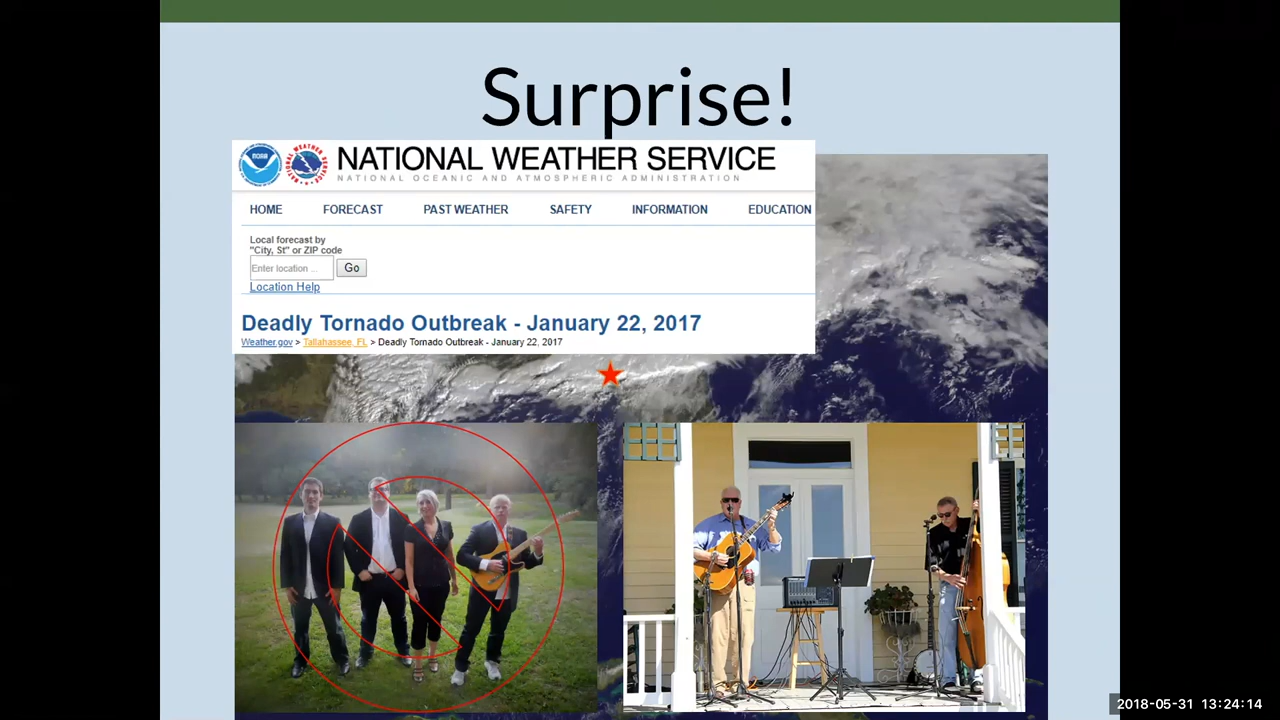 Surprise!
NOAA
NATIONAL WEATHER SERVICE
NATIONAL OCEANIC AND ATMOSPHERIC ADMINISTRATION
HOME FORECAST PAST WEATHER SAFETY INFORMATION EDUCATION
Local forecast by
"City, St" or ZIP code
Enter location ... Go
Location Help
Deadly Tornado Outbreak - January 22, 2017
Weather.gov > Tallahassee, FL > Deadly Tornado Outbreak - January 22, 2017
2018-05-31 13:24:14